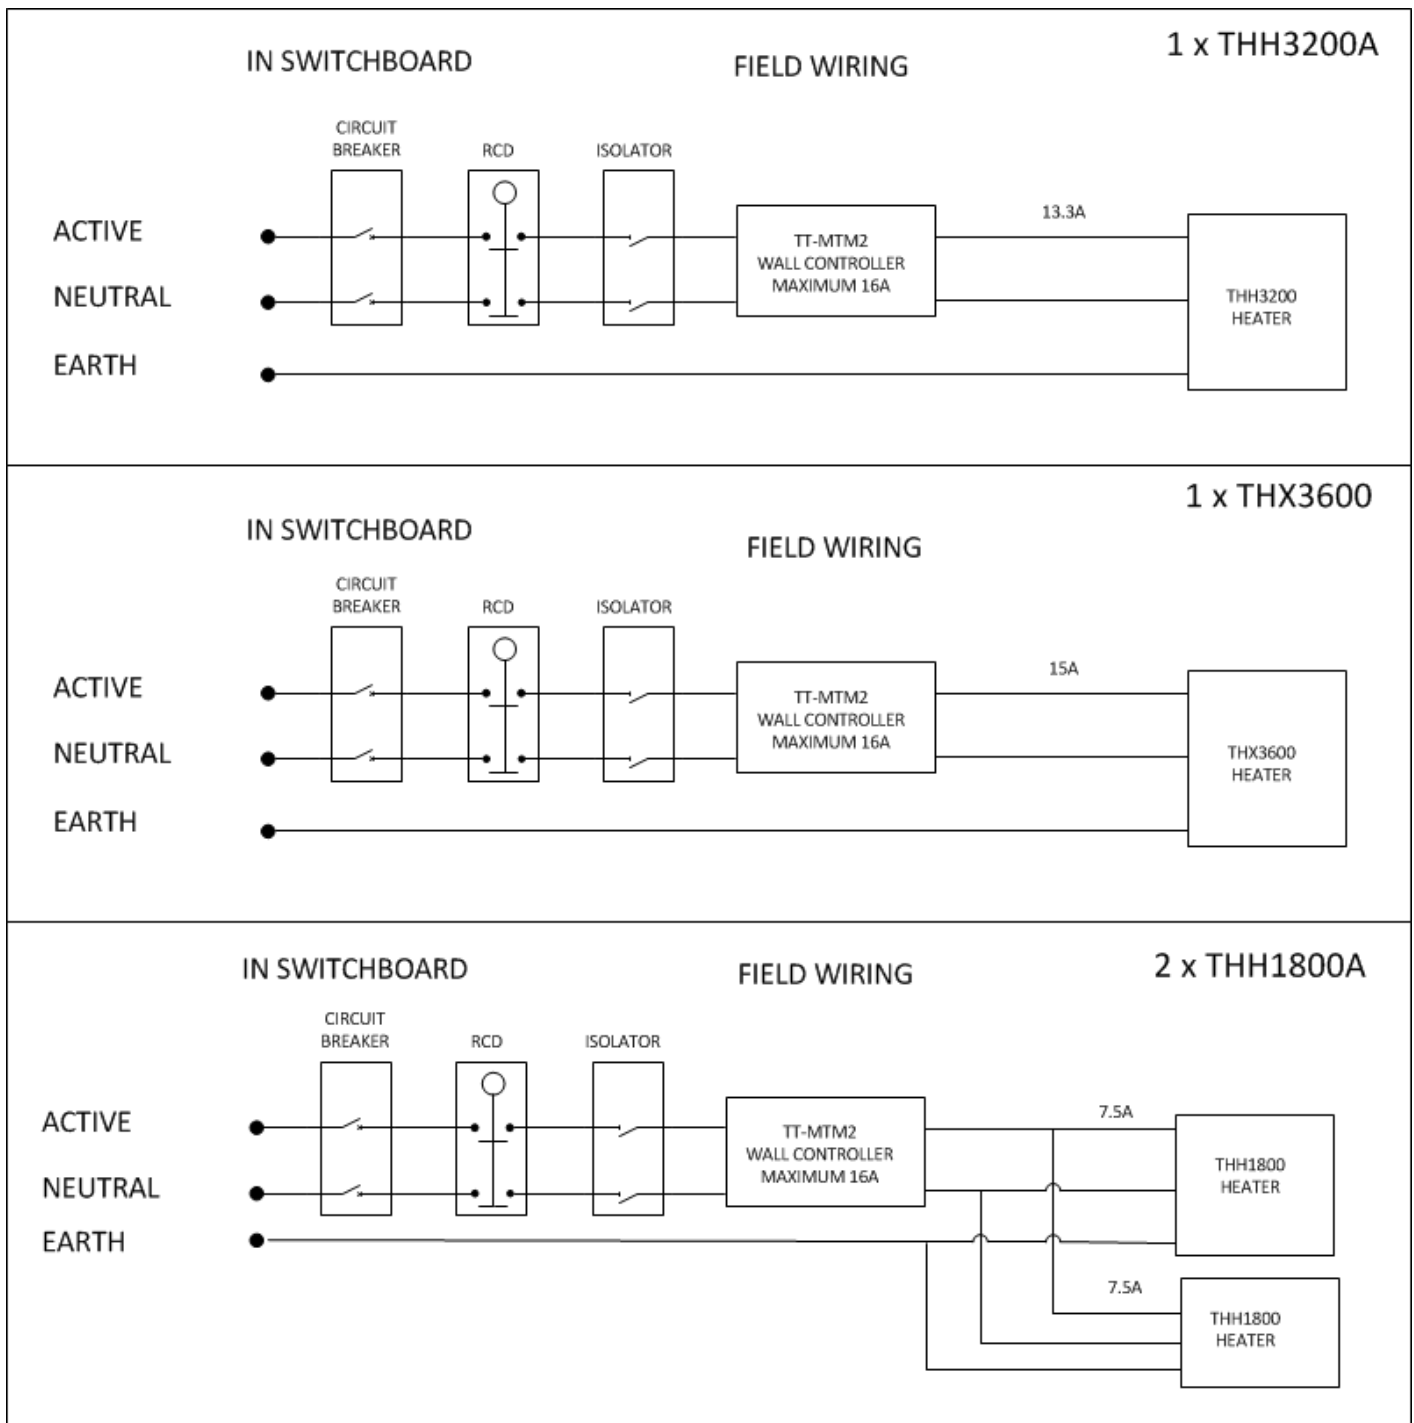 1 x THH3200A
IN SWITCHBOARD
FIELD WIRING
CIRCUIT
BREAKER
RCD
ISOLATOR
ACTIVE
13.3A
TT-MTM2
WALL CONTROLLER
MAXIMUM 16A
NEUTRAL
THH3200
HEATER
EARTH
1 x THX3600
IN SWITCHBOARD
FIELD WIRING
CIRCUIT
BREAKER
RCD
ISOLATOR
ACTIVE
15A
TT-MTM2
WALL CONTROLLER
MAXIMUM 16A
NEUTRAL
THX3600
HEATER
EARTH
2 x THH1800A
IN SWITCHBOARD
FIELD WIRING
CIRCUIT
BREAKER
RCD
ISOLATOR
ACTIVE
7.5A
TT-MTM2
WALL CONTROLLER
MAXIMUM 16A
THH1800
HEATER
NEUTRAL
EARTH
7.5A
THH1800
HEATER